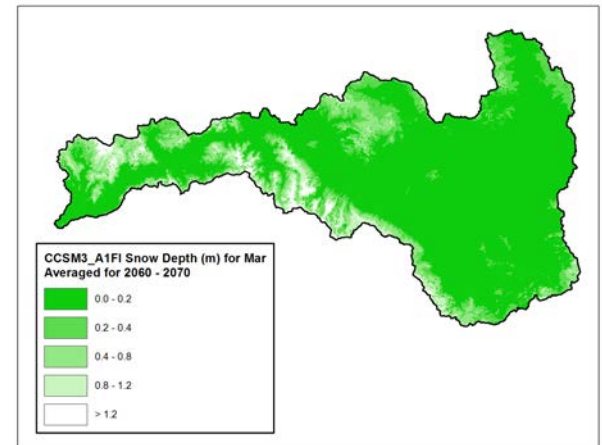 CCSM3_A1FI Snow Depth (m) for Mar
Averaged for 2060 - 2070
0.0 - 0.2
0.2 - 0.4
0.4 - 0.8
0.8 - 1.2
> 1.2